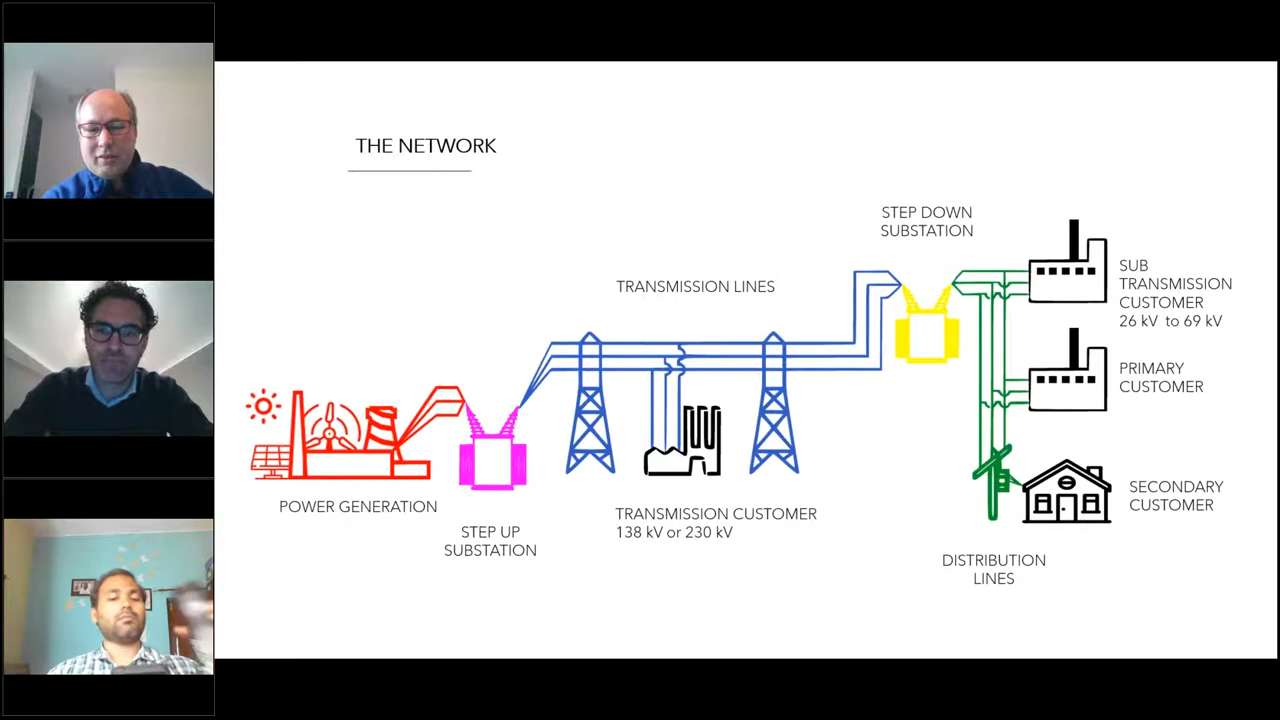 THE NETWORK
STEP DOWN
SUBSTATION
TRANSMISSION LINES
SUB
TRANSMISSION
CUSTOMER
26 kV to 69 kV
PRIMARY
CUSTOMER
POWER GENERATION
STEP UP
SUBSTATION
TRANSMISSION CUSTOMER
138 kV or 230 kV
SECONDARY
CUSTOMER
DISTRIBUTION
LINES